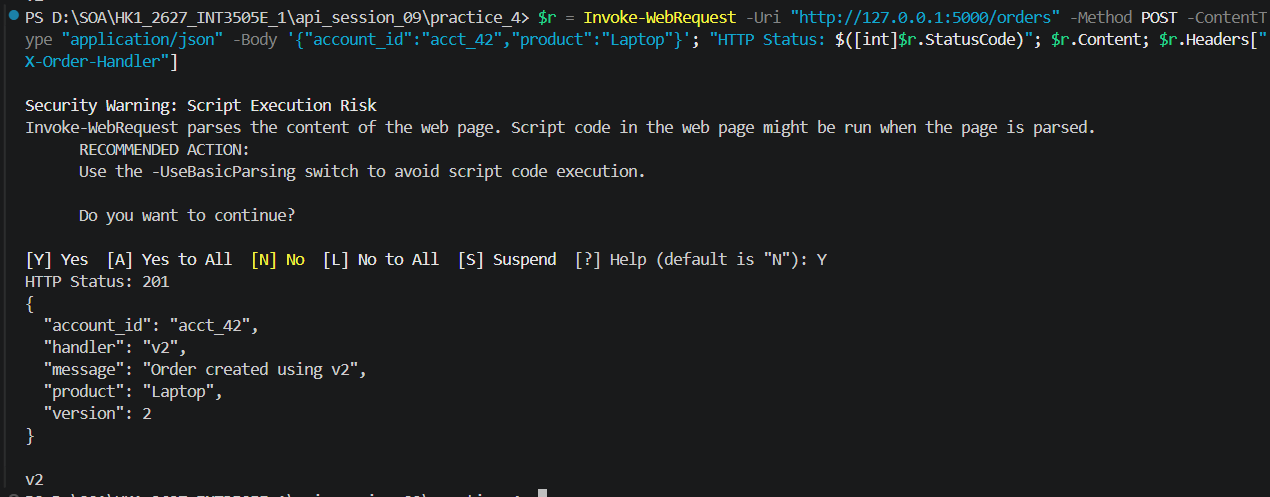 PS D:\SOA\HK1_2627_INT3505E_1\api_session_09\practice_4> $r = Invoke-WebRequest -Uri "http://127.0.0.1:5000/orders" -Method POST -ContentT
ype "application/json" -Body '{"account_id":"acct_42","product":"Laptop"}'; "HTTP Status: $([int]$r.StatusCode)"; $r.Content; $r.Headers["
X-Order-Handler"]
Security Warning: Script Execution Risk
Invoke-WebRequest parses the content of the web page. Script code in the web page might be run when the page is parsed.
      RECOMMENDED ACTION:
      Use the -UseBasicParsing switch to avoid script code execution.
      Do you want to continue?
[Y] Yes  [A] Yes to All  [N] No  [L] No to All  [S] Suspend  [?] Help (default is "N"): Y
HTTP Status: 201
{
  "account_id": "acct_42",
  "handler": "v2",
  "message": "Order created using v2",
  "product": "Laptop",
  "version": 2
}
v2